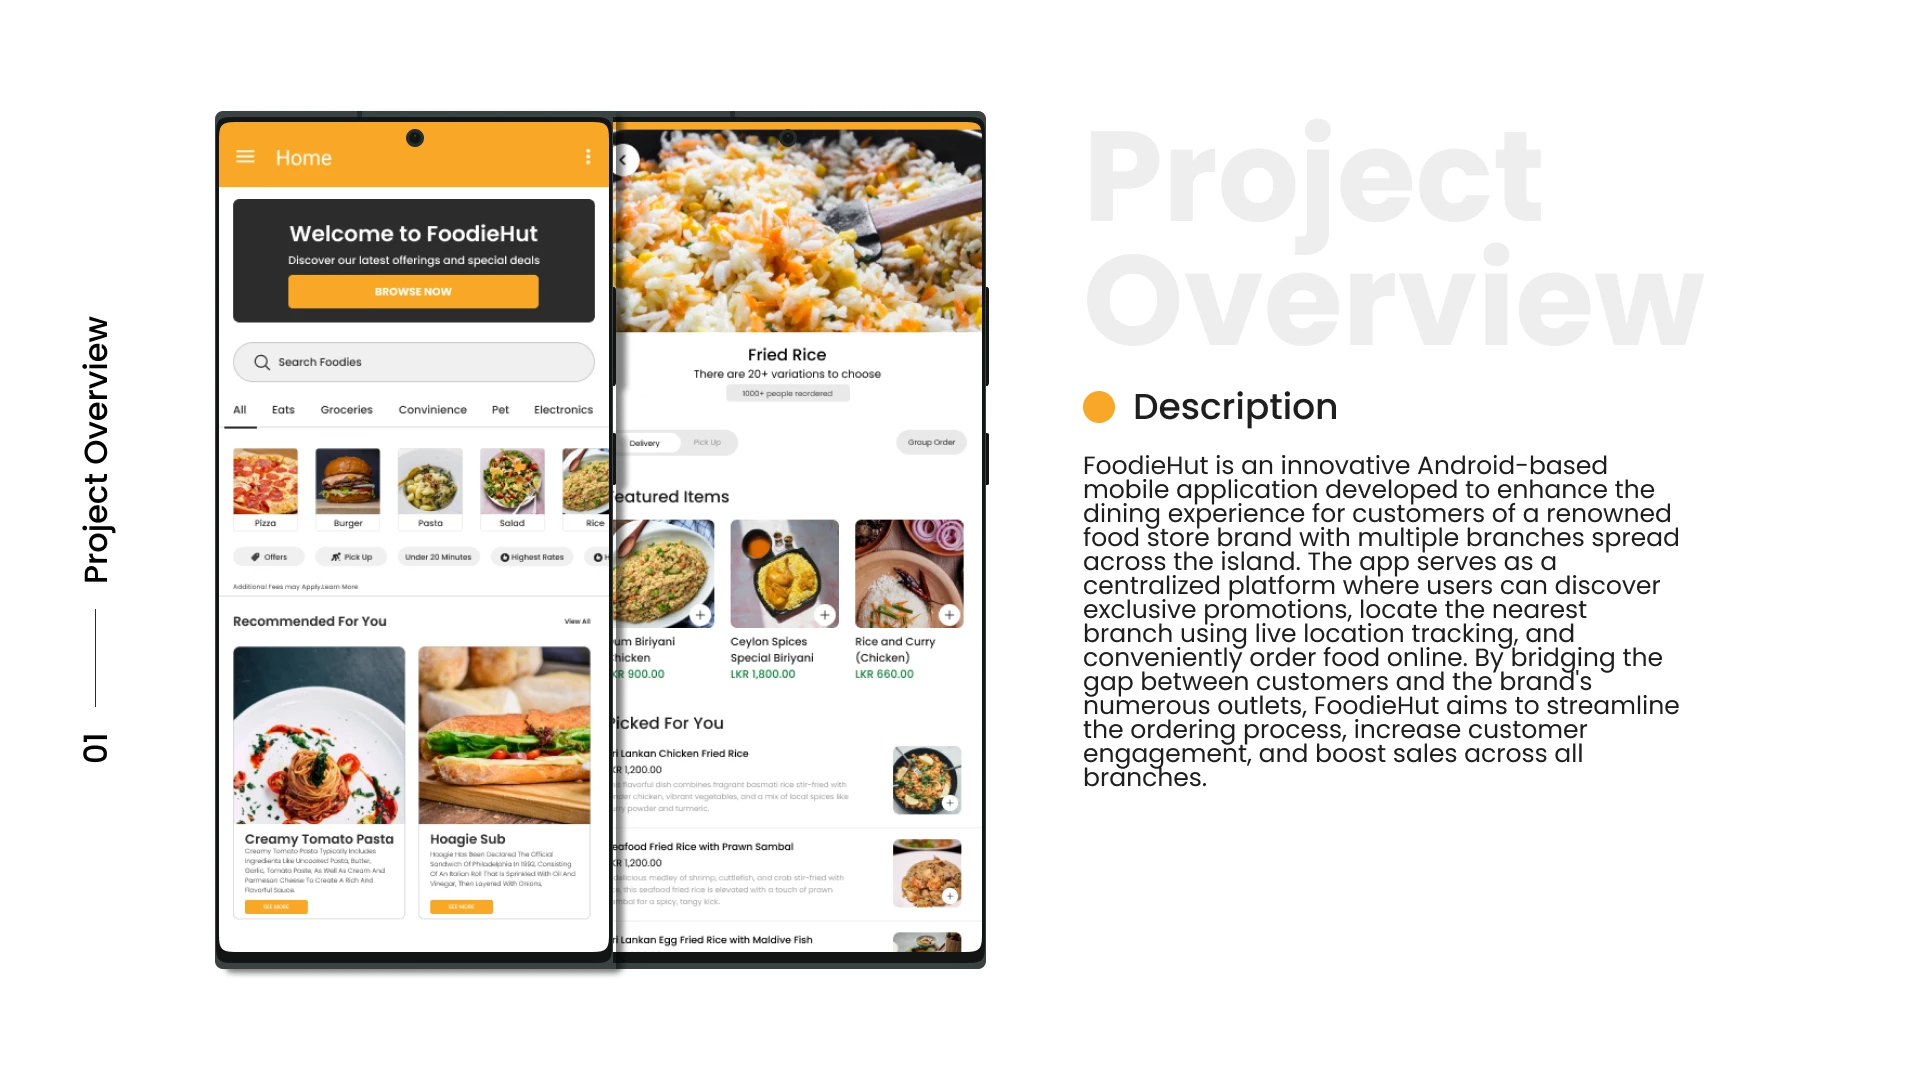 Project Overview
01
Home
Welcome to FoodieHut
Discover our latest offerings and special deals
BROWSE NOW
Search Foodies
All Eats Groceries Convinience Pet Electronics
Pizza Burger Pasta Salad Rice
Offers Pick Up Under 20 Minutes Highest Rates H
Additional Fees may Apply.Learn More
Recommended For You View All
Creamy Tomato Pasta
Creamy Tomato Pasta Typically Includes
Ingredients Like Uncooked Pasta, Butter,
Garlic, Tomato Paste, As Well As Cream And
Parmesan Cheese To Create A Rich And
Flavorful Sauce.
SEE MORE
Hoagie Sub
Hoagie Has Been Declared The Official
Sandwich Of Philadelphia In 1992, Consisting
Of An Italian Roll That Is Sprinkled With Oil And
Vinegar, Then Layered With Onions,
SEE MORE
Fried Rice
There are 20+ variations to choose
1000+ people reordered
Delivery Pick Up Group Order
eatured Items
um Biriyani
hicken
KR 900.00
Ceylon Spices
Special Biriyani
LKR 1,800.00
Rice and Curry
(Chicken)
LKR 660.00
icked For You
ri Lankan Chicken Fried Rice
KR 1,200.00
flavorful dish combines fragrant basmati rice stir-fried with
nder chicken, vibrant vegetables, and a mix of local spices like
rry powder and turmeric.
eafood Fried Rice with Prawn Sambal
KR 1,200.00
delicious medley of shrimp, cuttlefish, and crab stir-fried with
this seafood fried rice is elevated with a touch of prawn
mbal for a spicy, tangy kick.
ri Lankan Egg Fried Rice with Maldive Fish
Project
Overview
Description
FoodieHut is an innovative Android-based
mobile application developed to enhance the
dining experience for customers of a renowned
food store brand with multiple branches spread
across the island. The app serves as a
centralized platform where users can discover
exclusive promotions, locate the nearest
branch using live location tracking, and
conveniently order food online. By bridging the
gap between customers and the brand's
numerous outlets, FoodieHut aims to streamline
the ordering process, increase customer
engagement, and boost sales across all
branches.